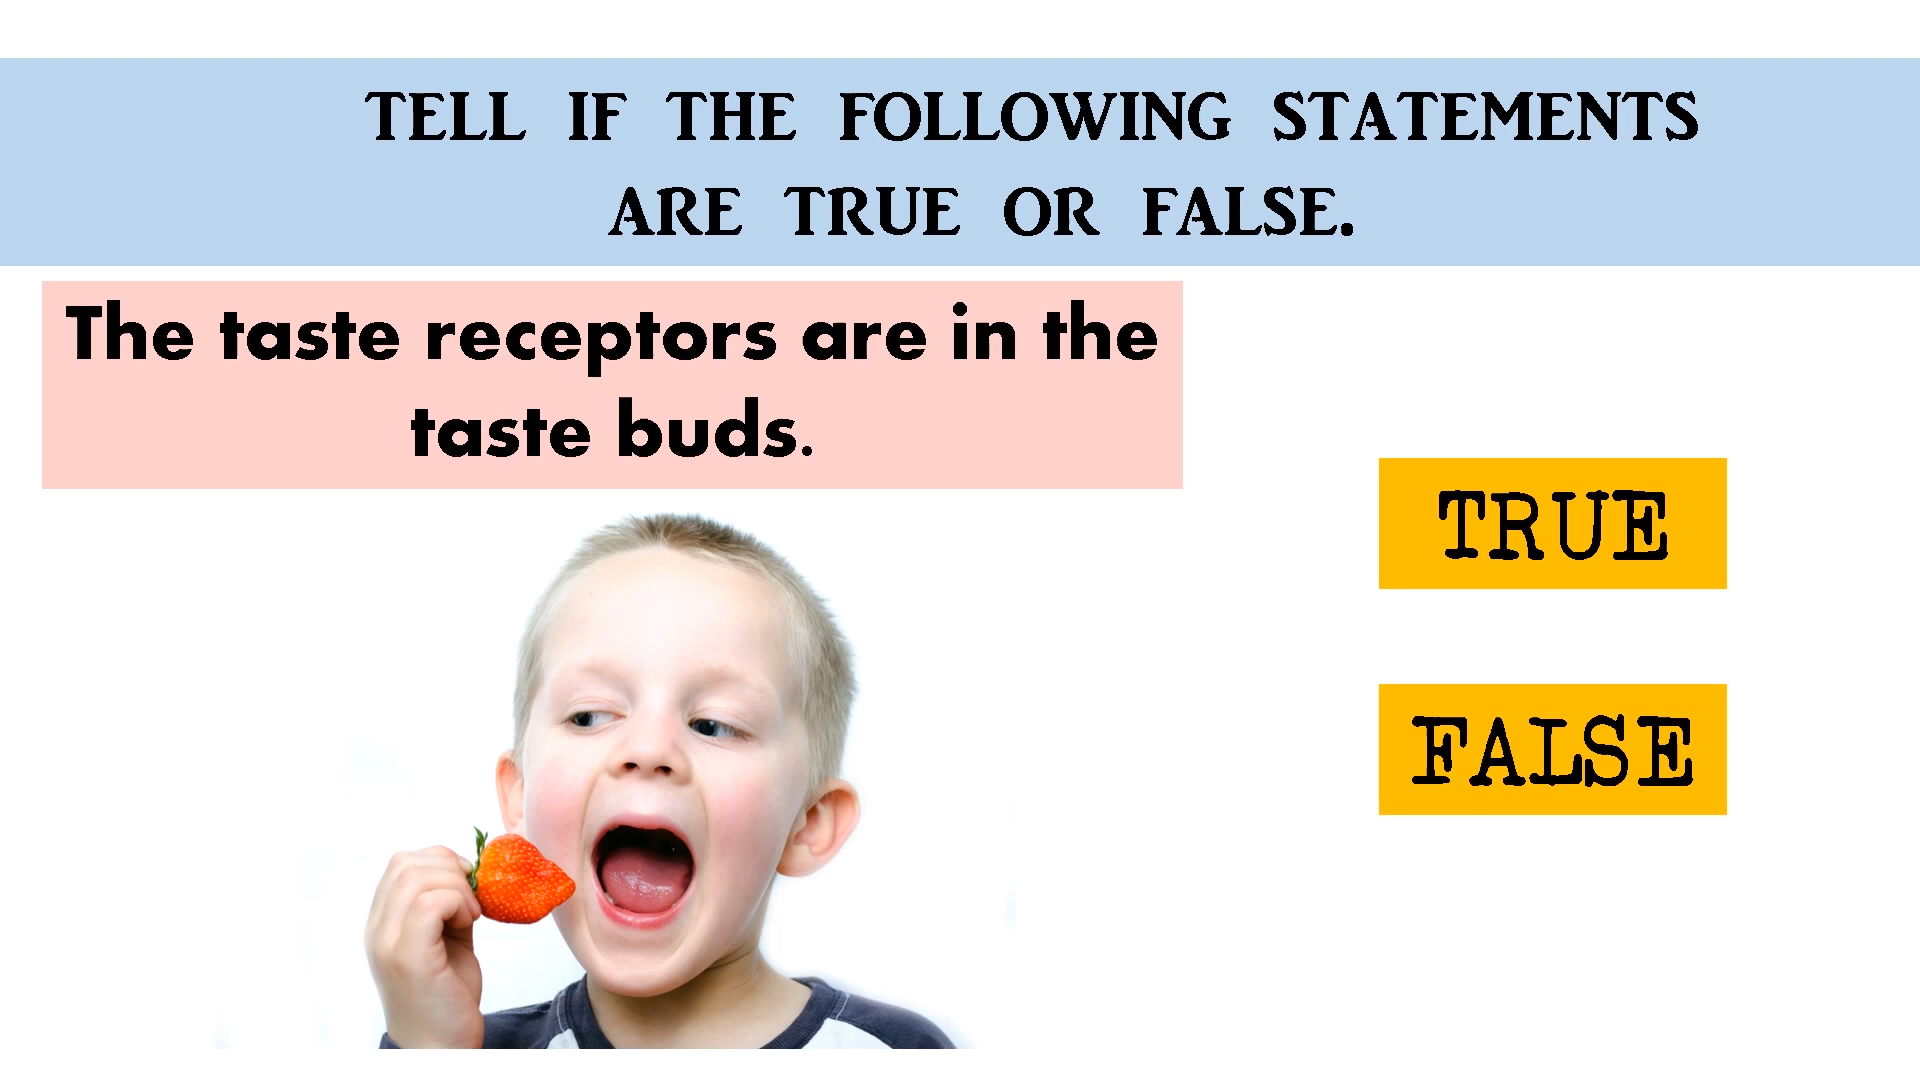 TELL IF THE FOLLOWING STATEMENTS
ARE TRUE OR FALSE.
The taste receptors are in the
taste buds.
TRUE
FALSE